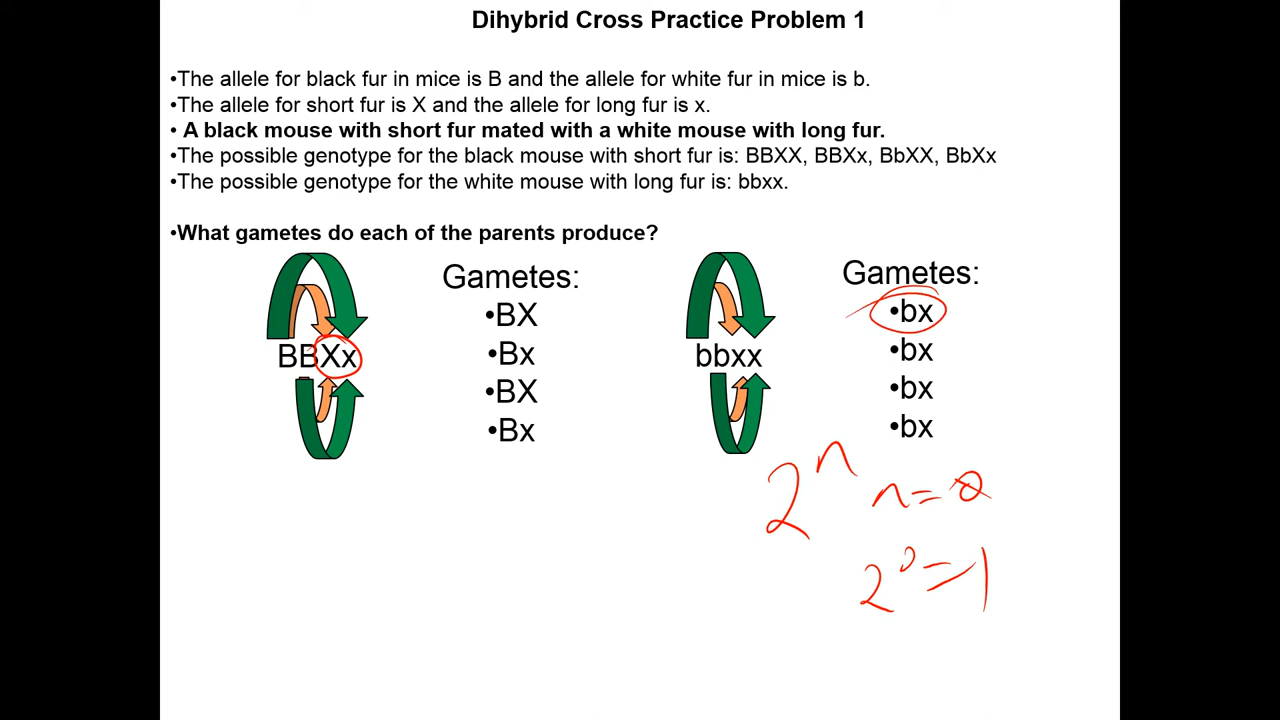 Dihybrid Cross Practice Problem 1
•The allele for black fur in mice is B and the allele for white fur in mice is b.
•The allele for short fur is X and the allele for long fur is x.
• A black mouse with short fur mated with a white mouse with long fur.
•The possible genotype for the black mouse with short fur is: BBXX, BBXx, BbXX, BbXx
•The possible genotype for the white mouse with long fur is: bbxx.
•What gametes do each of the parents produce?
BBXx
Gametes:
•BX
•Bx
•BX
•Bx
bbxx
Gametes:
•bx
•bx
•bx
•bx
2^n n=0
2^0=1